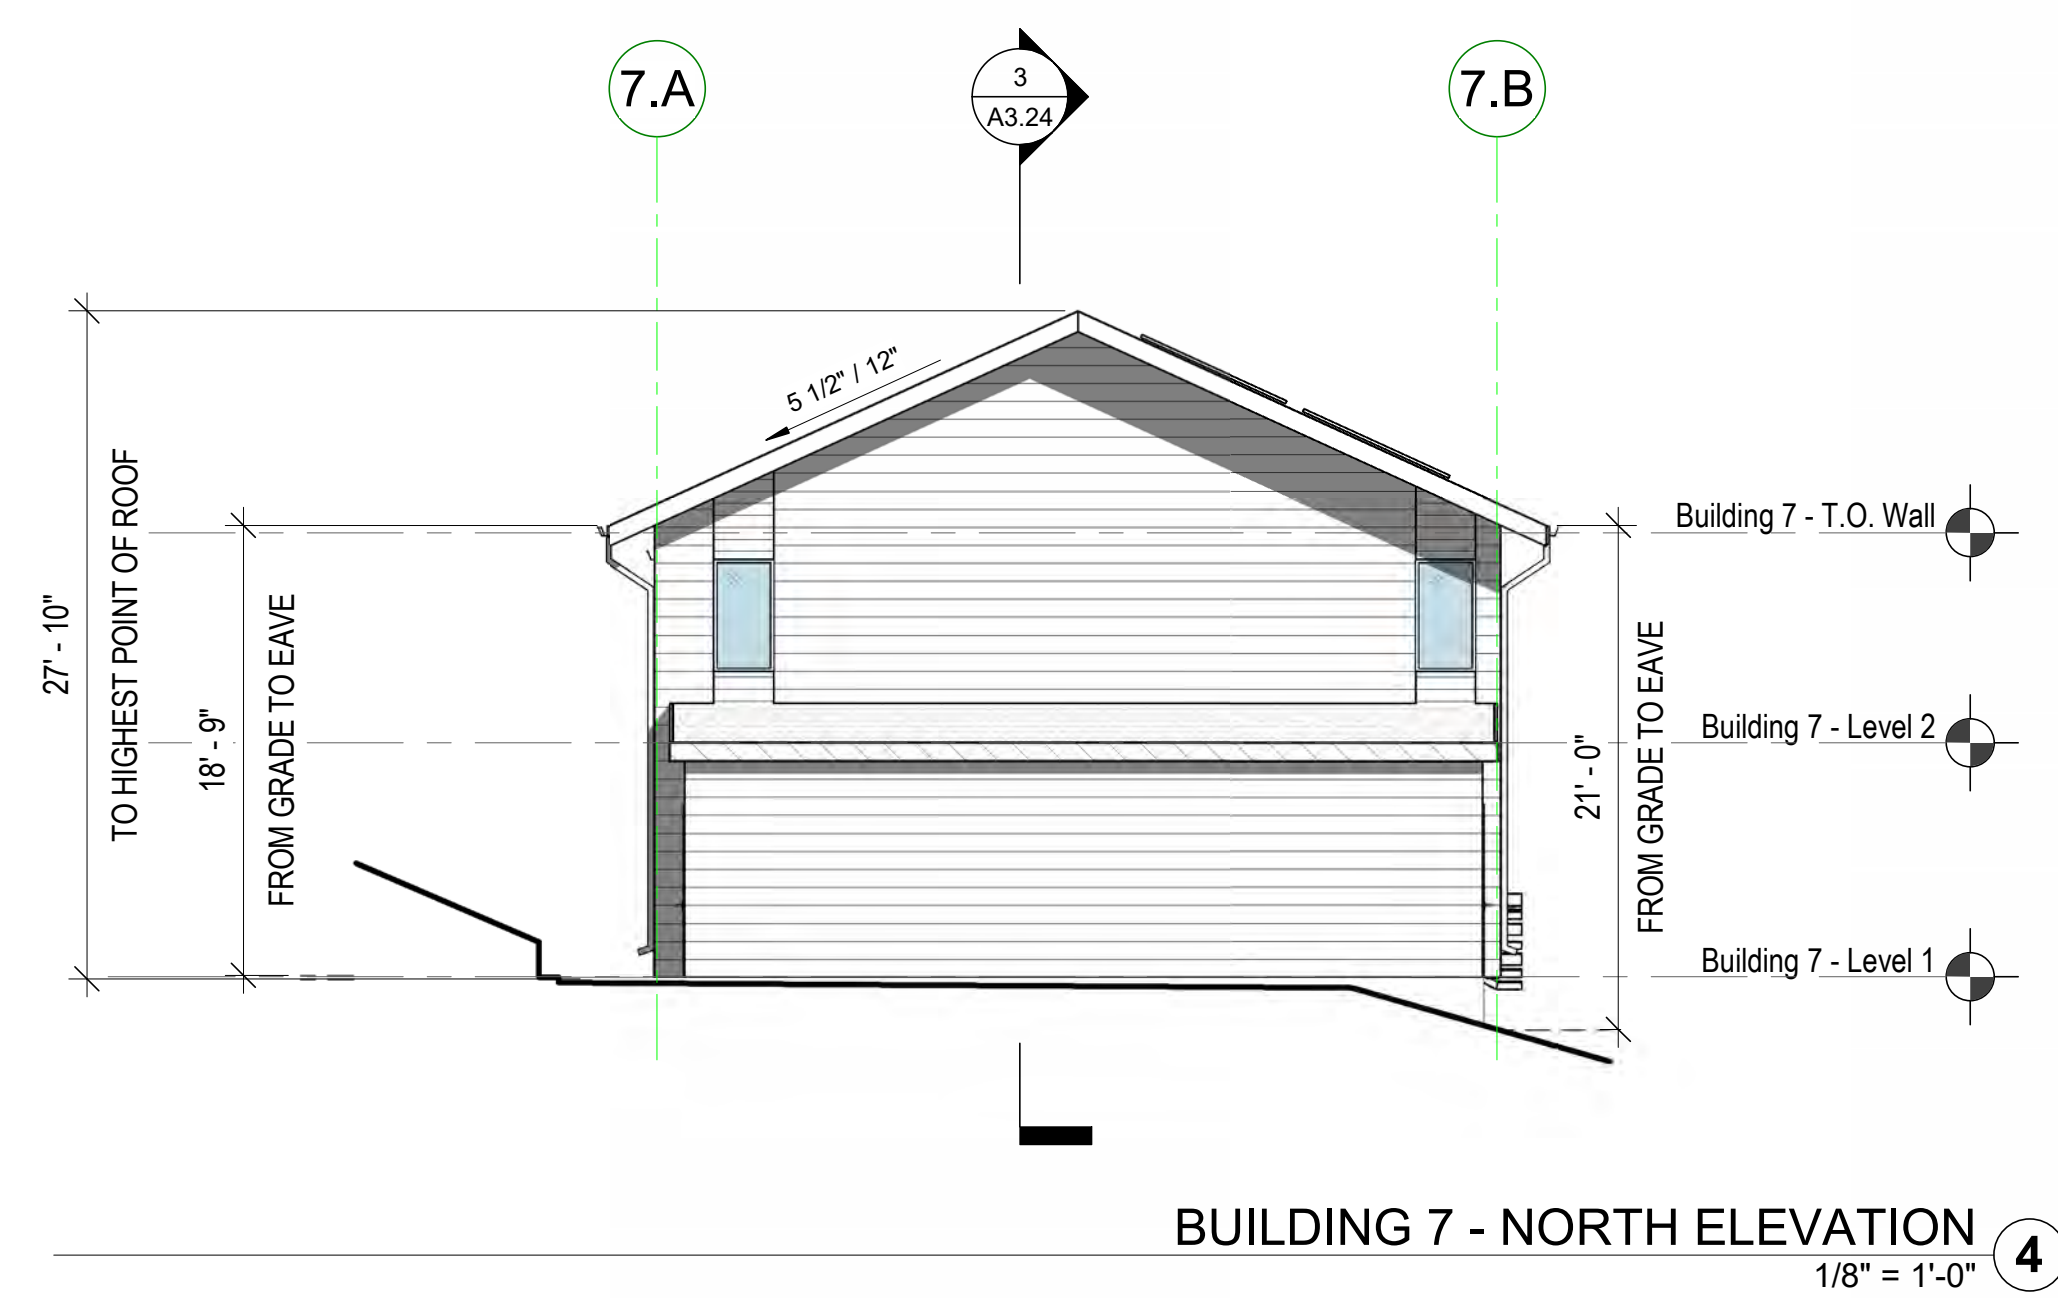 7.A
3
A3.24
7.B
5 1/2" / 12"
27' - 10"
TO HIGHEST POINT OF ROOF
18' - 9"
FROM GRADE TO EAVE
21' - 0"
FROM GRADE TO EAVE
Building 7 - T.O. Wall
Building 7 - Level 2
Building 7 - Level 1
BUILDING 7 - NORTH ELEVATION
4
1/8" = 1'-0"